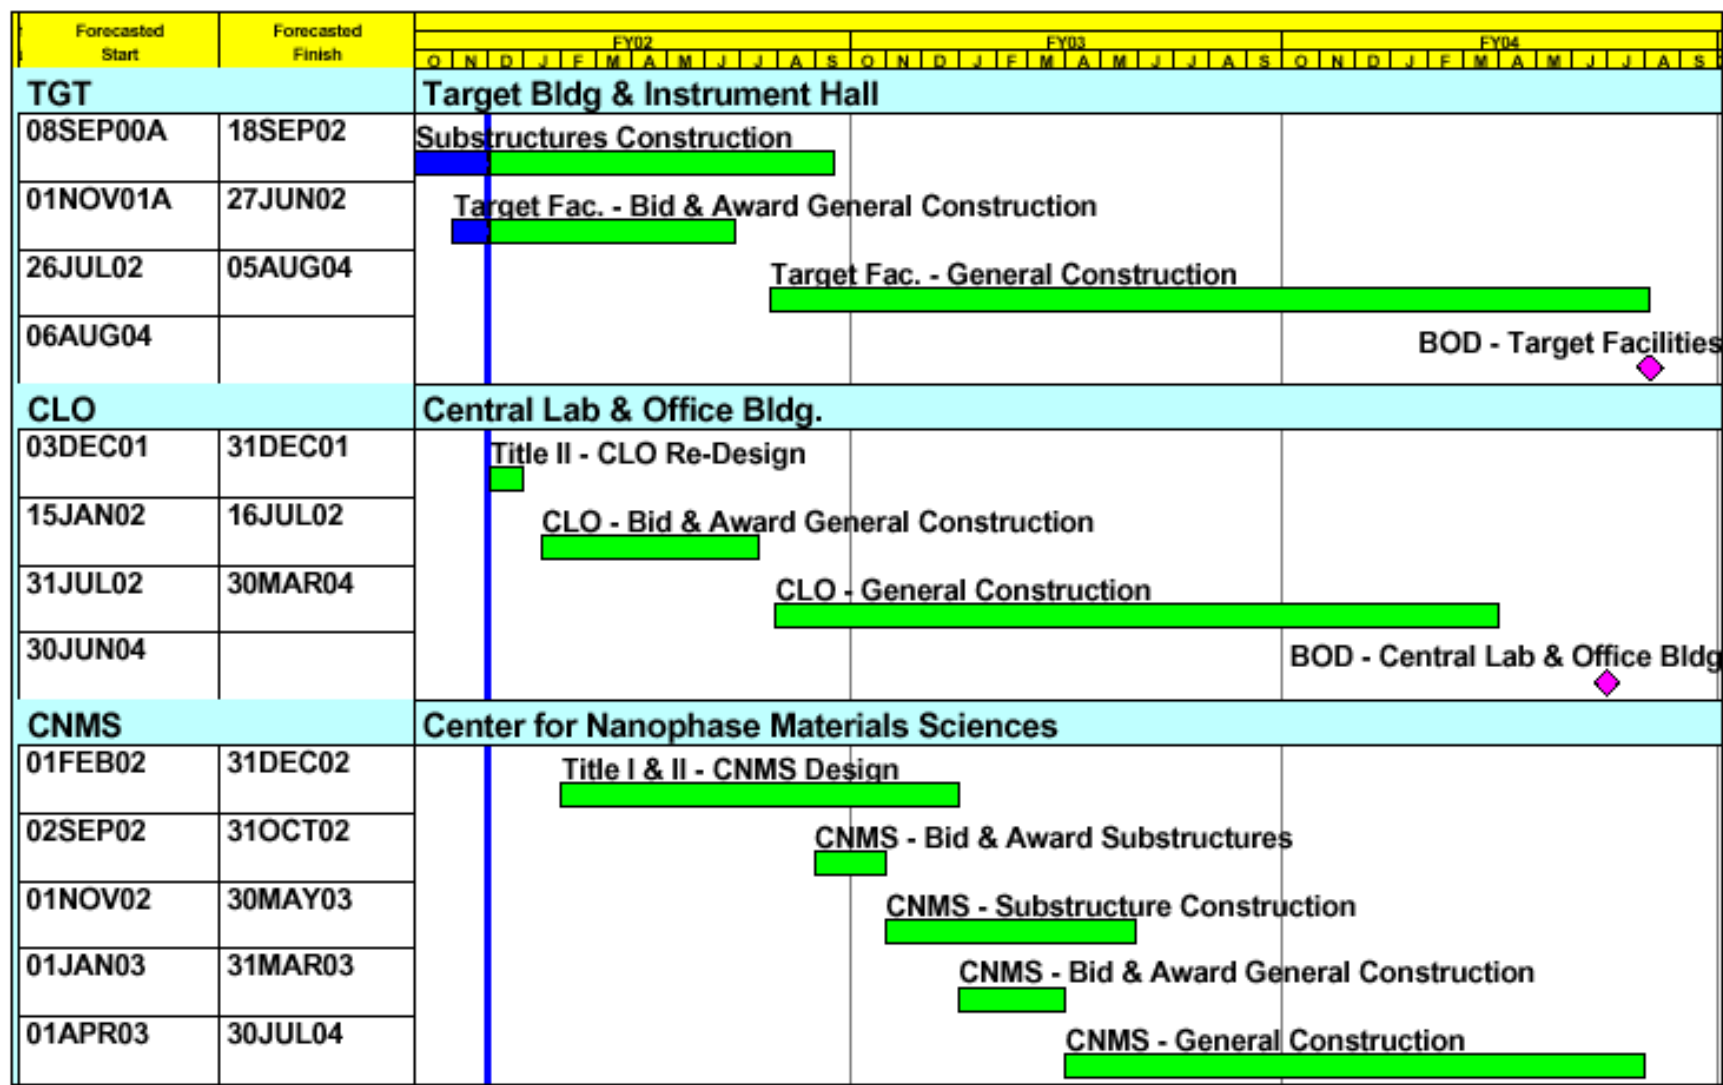 Forecasted Start
Forecasted Finish
FY02 FY03 FY04
O N D J F M A M J J A S O N D J F M A M J J A S O N D J F M A M J J A S
TGT Target Bldg & Instrument Hall
08SEP00A 18SEP02 Substructures Construction
01NOV01A 27JUN02 Target Fac. - Bid & Award General Construction
26JUL02 05AUG04 Target Fac. - General Construction
06AUG04 BOD - Target Facilities
CLO Central Lab & Office Bldg.
03DEC01 31DEC01 Title II - CLO Re-Design
15JAN02 16JUL02 CLO - Bid & Award General Construction
31JUL02 30MAR04 CLO - General Construction
30JUN04 BOD - Central Lab & Office Bldg
CNMS Center for Nanophase Materials Sciences
01FEB02 31DEC02 Title I & II - CNMS Design
02SEP02 31OCT02 CNMS - Bid & Award Substructures
01NOV02 30MAY03 CNMS - Substructure Construction
01JAN03 31MAR03 CNMS - Bid & Award General Construction
01APR03 30JUL04 CNMS - General Construction